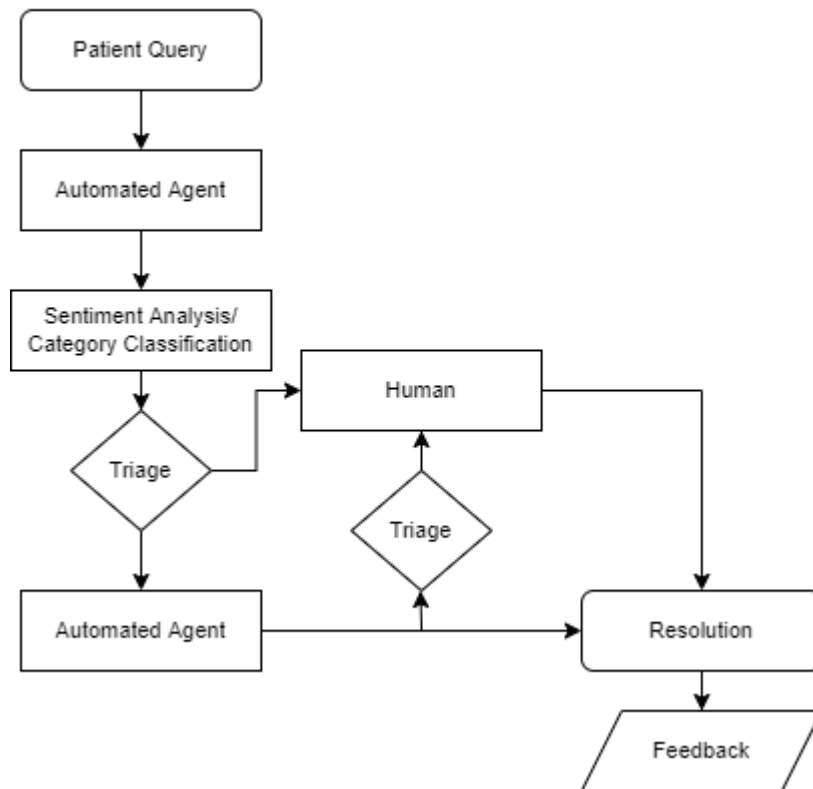 Patient Query
Automated Agent
Sentiment Analysis/
Category Classification
Human
Triage
Triage
Automated Agent
Resolution
Feedback